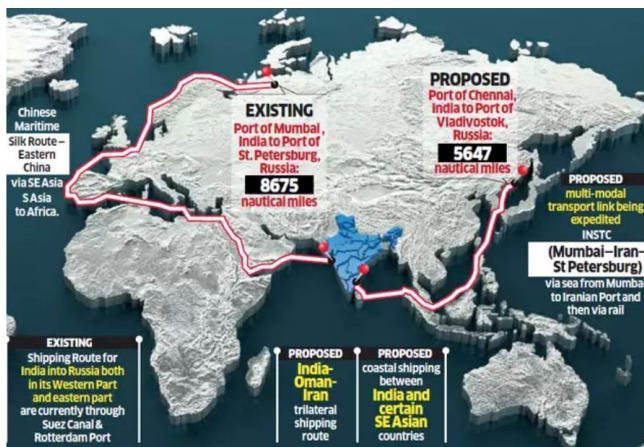 EXISTING
Port of Mumbai,
India to Port of
St. Petersburg,
Russia:
8675
nautical miles
PROPOSED
Port of Chennai,
India to Port of
Vladivostok,
Russia:
5647
nautical miles
Chinese
Maritime
Silk Route–
Eastern
China
via SE Asia
S Asia
to Africa.
PROPOSED
multi-modal
transport link being
expedited
INSTC
(Mumbai–Iran–
St Petersburg)
via sea from Mumbai
to Iranian Port and
then via rail
EXISTING
Shipping Route for
India into Russia both
in its Western Part
and eastern part
are currently through
Suez Canal &
Rotterdam Port
PROPOSED
India-
Oman-
Iran
trilateral
shipping
route
PROPOSED
coastal shipping
between
India and
certain
SE Asian
countries